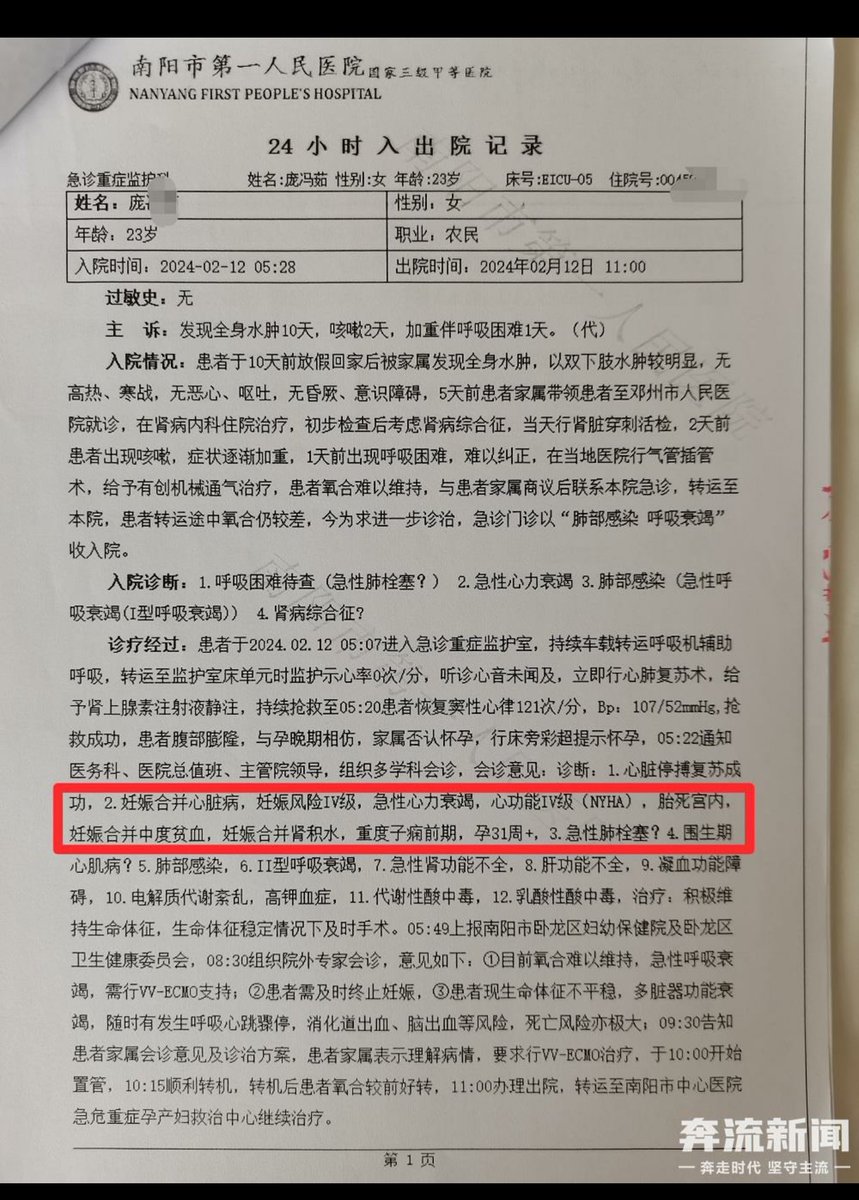 南阳市第一人民医院国家三级甲等医院
NANYANG FIRST PEOPLE'S HOSPITAL
24 小 时 入 出 院 记 录
急诊重症监护科 姓名:庞冯茹 性别:女 年龄:23岁 床号:EICU-05 住院号:0045
姓名: 庞冯 性别: 女
年龄: 23岁 职业: 农民
入院时间: 2024-02-12 05:28 出院时间: 2024年02月12日 11:00
过敏史: 无
主 诉: 发现全身水肿10天, 咳嗽2天, 加重伴呼吸困难1天。(代)
入院情况: 患者于10天前放假回家后被家属发现全身水肿, 以双下肢水肿较明显, 无
高热、寒战, 无恶心、呕吐, 无昏厥、意识障碍, 5天前患者家属带领患者至邓州市人民医
院就诊, 在肾病内科住院治疗, 初步检查后考虑肾病综合征, 当天行肾脏穿刺活检, 2天前
患者出现咳嗽, 症状逐渐加重, 1天前出现呼吸困难, 难以纠正, 在当地医院行气管插管
术, 给予有创机械通气治疗, 患者氧合难以维持, 与患者家属商议后联系本院急诊, 转运至
本院, 患者转运途中氧合仍较差, 今为求进一步诊治, 急诊门诊以“肺部感染 呼吸衰竭”
收入院。
入院诊断: 1.呼吸困难待查(急性肺栓塞?) 2.急性心力衰竭 3.肺部感染(急性呼
吸衰竭(I型呼吸衰竭)) 4.肾病综合征?
诊疗经过: 患者于2024.02.12 05:07进入急诊重症监护室, 持续车载转运呼吸机辅助
呼吸, 转运至监护室床单元时监护示心率0次/分, 听诊心音未闻及, 立即行心肺复苏术, 给
予肾上腺素注射液静注, 持续抢救至05:20患者恢复窦性心律121次/分, Bp: 107/52mmHg,抢
救成功, 患者腹部膨隆, 与孕晚期相仿, 家属否认怀孕, 行床旁彩超提示怀孕, 05:22通知
医务科、医院总值班、主管院领导, 组织多学科会诊, 会诊意见: 诊断: 1.心脏停搏复苏成
功, 2.妊娠合并心脏病, 妊娠风险IV级, 急性心力衰竭, 心功能IV级(NYHA), 胎死宫内,
妊娠合并中度贫血, 妊娠合并肾积水, 重度子痫前期, 孕31周+, 3.急性肺栓塞? 4.围生期
心肌病? 5.肺部感染, 6.II型呼吸衰竭, 7.急性肾功能不全, 8.肝功能不全, 9.凝血功能障
碍, 10.电解质代谢紊乱, 高钾血症, 11.代谢性酸中毒, 12.乳酸性酸中毒, 治疗: 积极维
持生命体征, 生命体征稳定情况下及时手术。05:49上报南阳市卧龙区妇幼保健院及卧龙区
卫生健康委员会, 08:30组织院外专家会诊, 意见如下: ①目前氧合难以维持, 急性呼吸衰
竭, 需行VV-ECMO支持; ②患者需及时终止妊娠, ③患者现生命体征不平稳, 多脏器功能衰
竭, 随时有发生呼吸心跳骤停, 消化道出血、脑出血等风险, 死亡风险亦极大; 09:30告知
患者家属会诊意见及诊治方案, 患者家属表示理解病情, 要求行VV-ECMO治疗, 于10:00开始
置管, 10:15顺利转机, 转机后患者氧合较前好转, 11:00办理出院, 转运至南阳市中心医院
急危重症孕产妇救治中心继续治疗。
第 1 页
奔流新闻
奔走时代 坚守主流